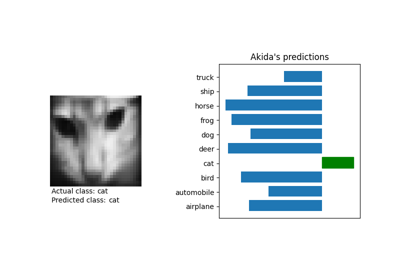 Akida's predictions
truck
ship
horse
frog
dog
deer
cat
bird
automobile
airplane
Actual class: cat
Predicted class: cat